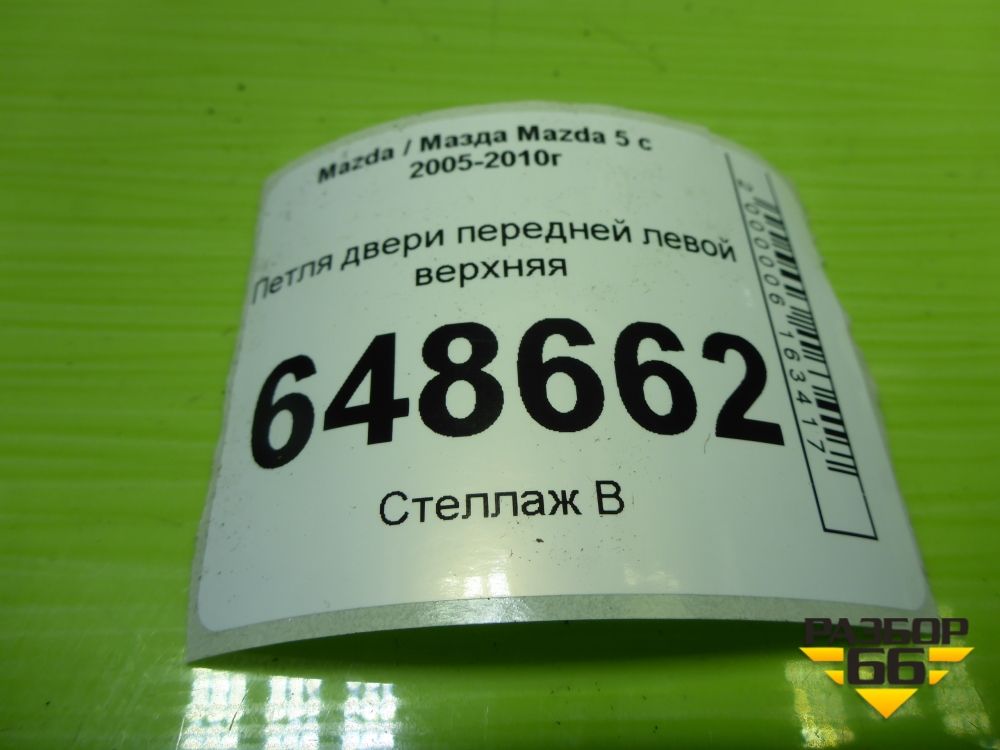 Mazda / Мазда Mazda 5 с
2005-2010г
Петля двери передней левой
верхняя
648662
Стеллаж В
2000006163417
РАЗБОР
66